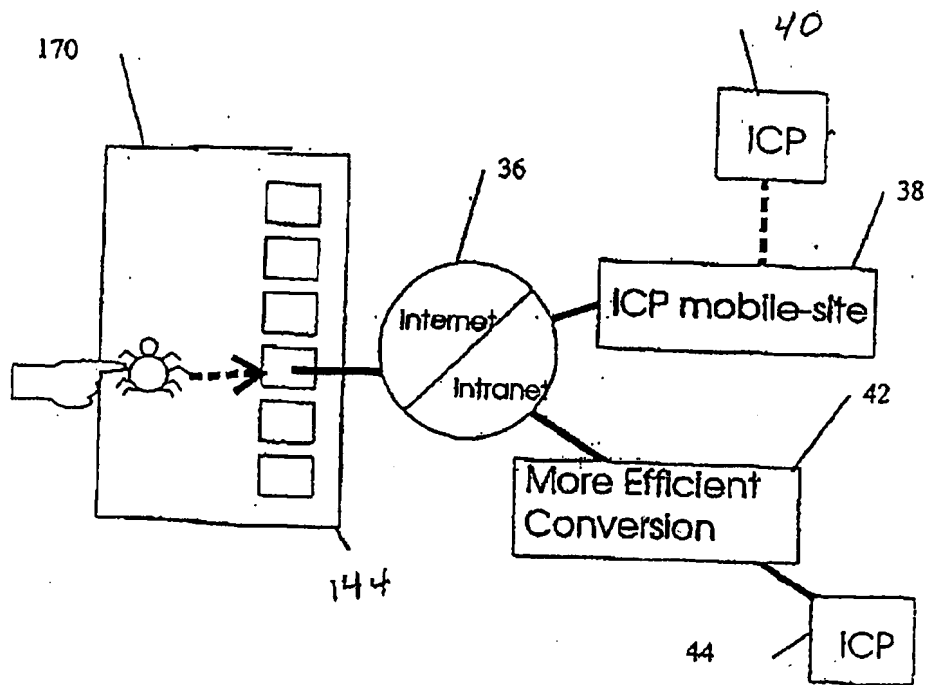 40
170
ICP
36
38
Internet
ICP mobile-site
Intranet
42
More Efficient
Conversion
144
44
ICP